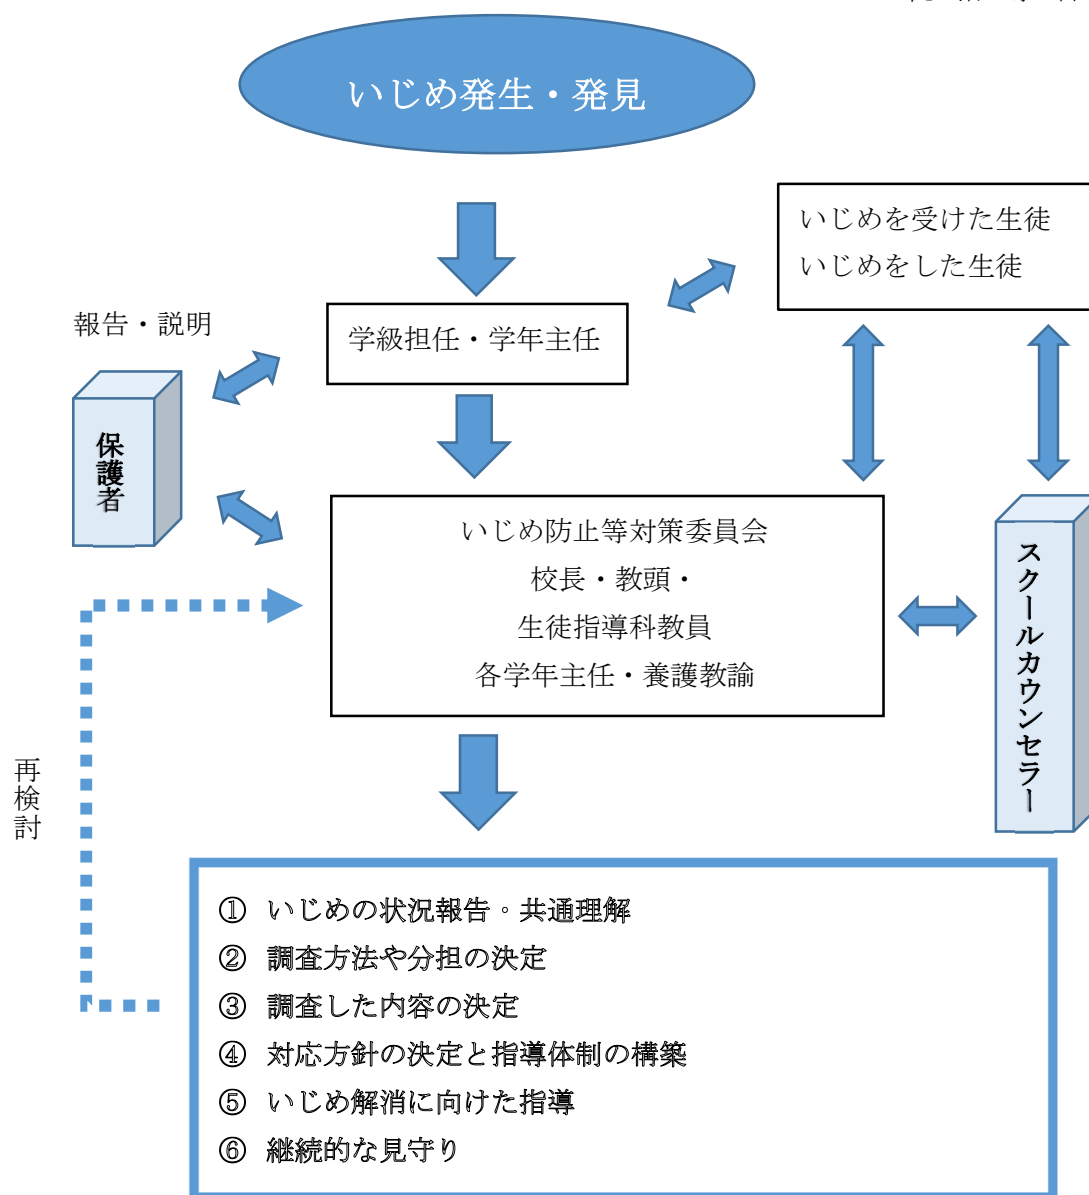 いじめ発生・発見
いじめを受けた生徒
いじめをした生徒
報告・説明
学級担任・学年主任
保護者
いじめ防止等対策委員会
校長・教頭・
生徒指導科教員
各学年主任・養護教諭
スクールカウンセラー
再検討
① いじめの状況報告。共通理解
② 調査方法や分担の決定
③ 調査した内容の決定
④ 対応方針の決定と指導体制の構築
⑤ いじめ解消に向けた指導
⑥ 継続的な見守り